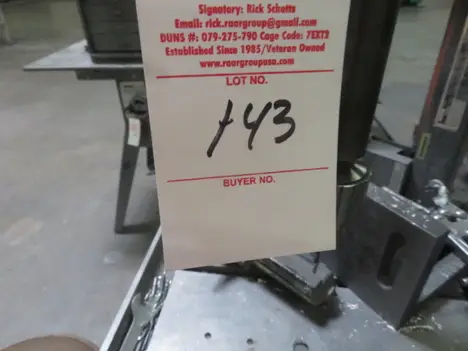 Signatory: Rick Schotts
Email: rick.raargroup@gmail.com
DUNS #: 079-275-790 Cage Code: 7EXT2
Established Since 1985/Veteran Owned
www.raargroupusa.com
LOT NO.
143
BUYER NO.